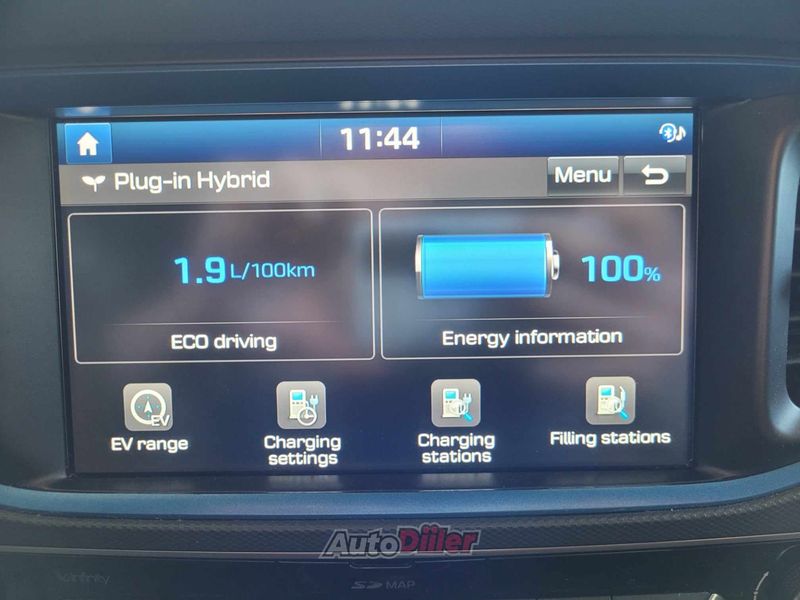 11:44
Plug-in Hybrid
Menu
1.9 L/100km
100%
ECO driving
Energy information
EV
EV range
Charging settings
Charging stations
Filling stations
AutoDiiler
infinity
SD MAP